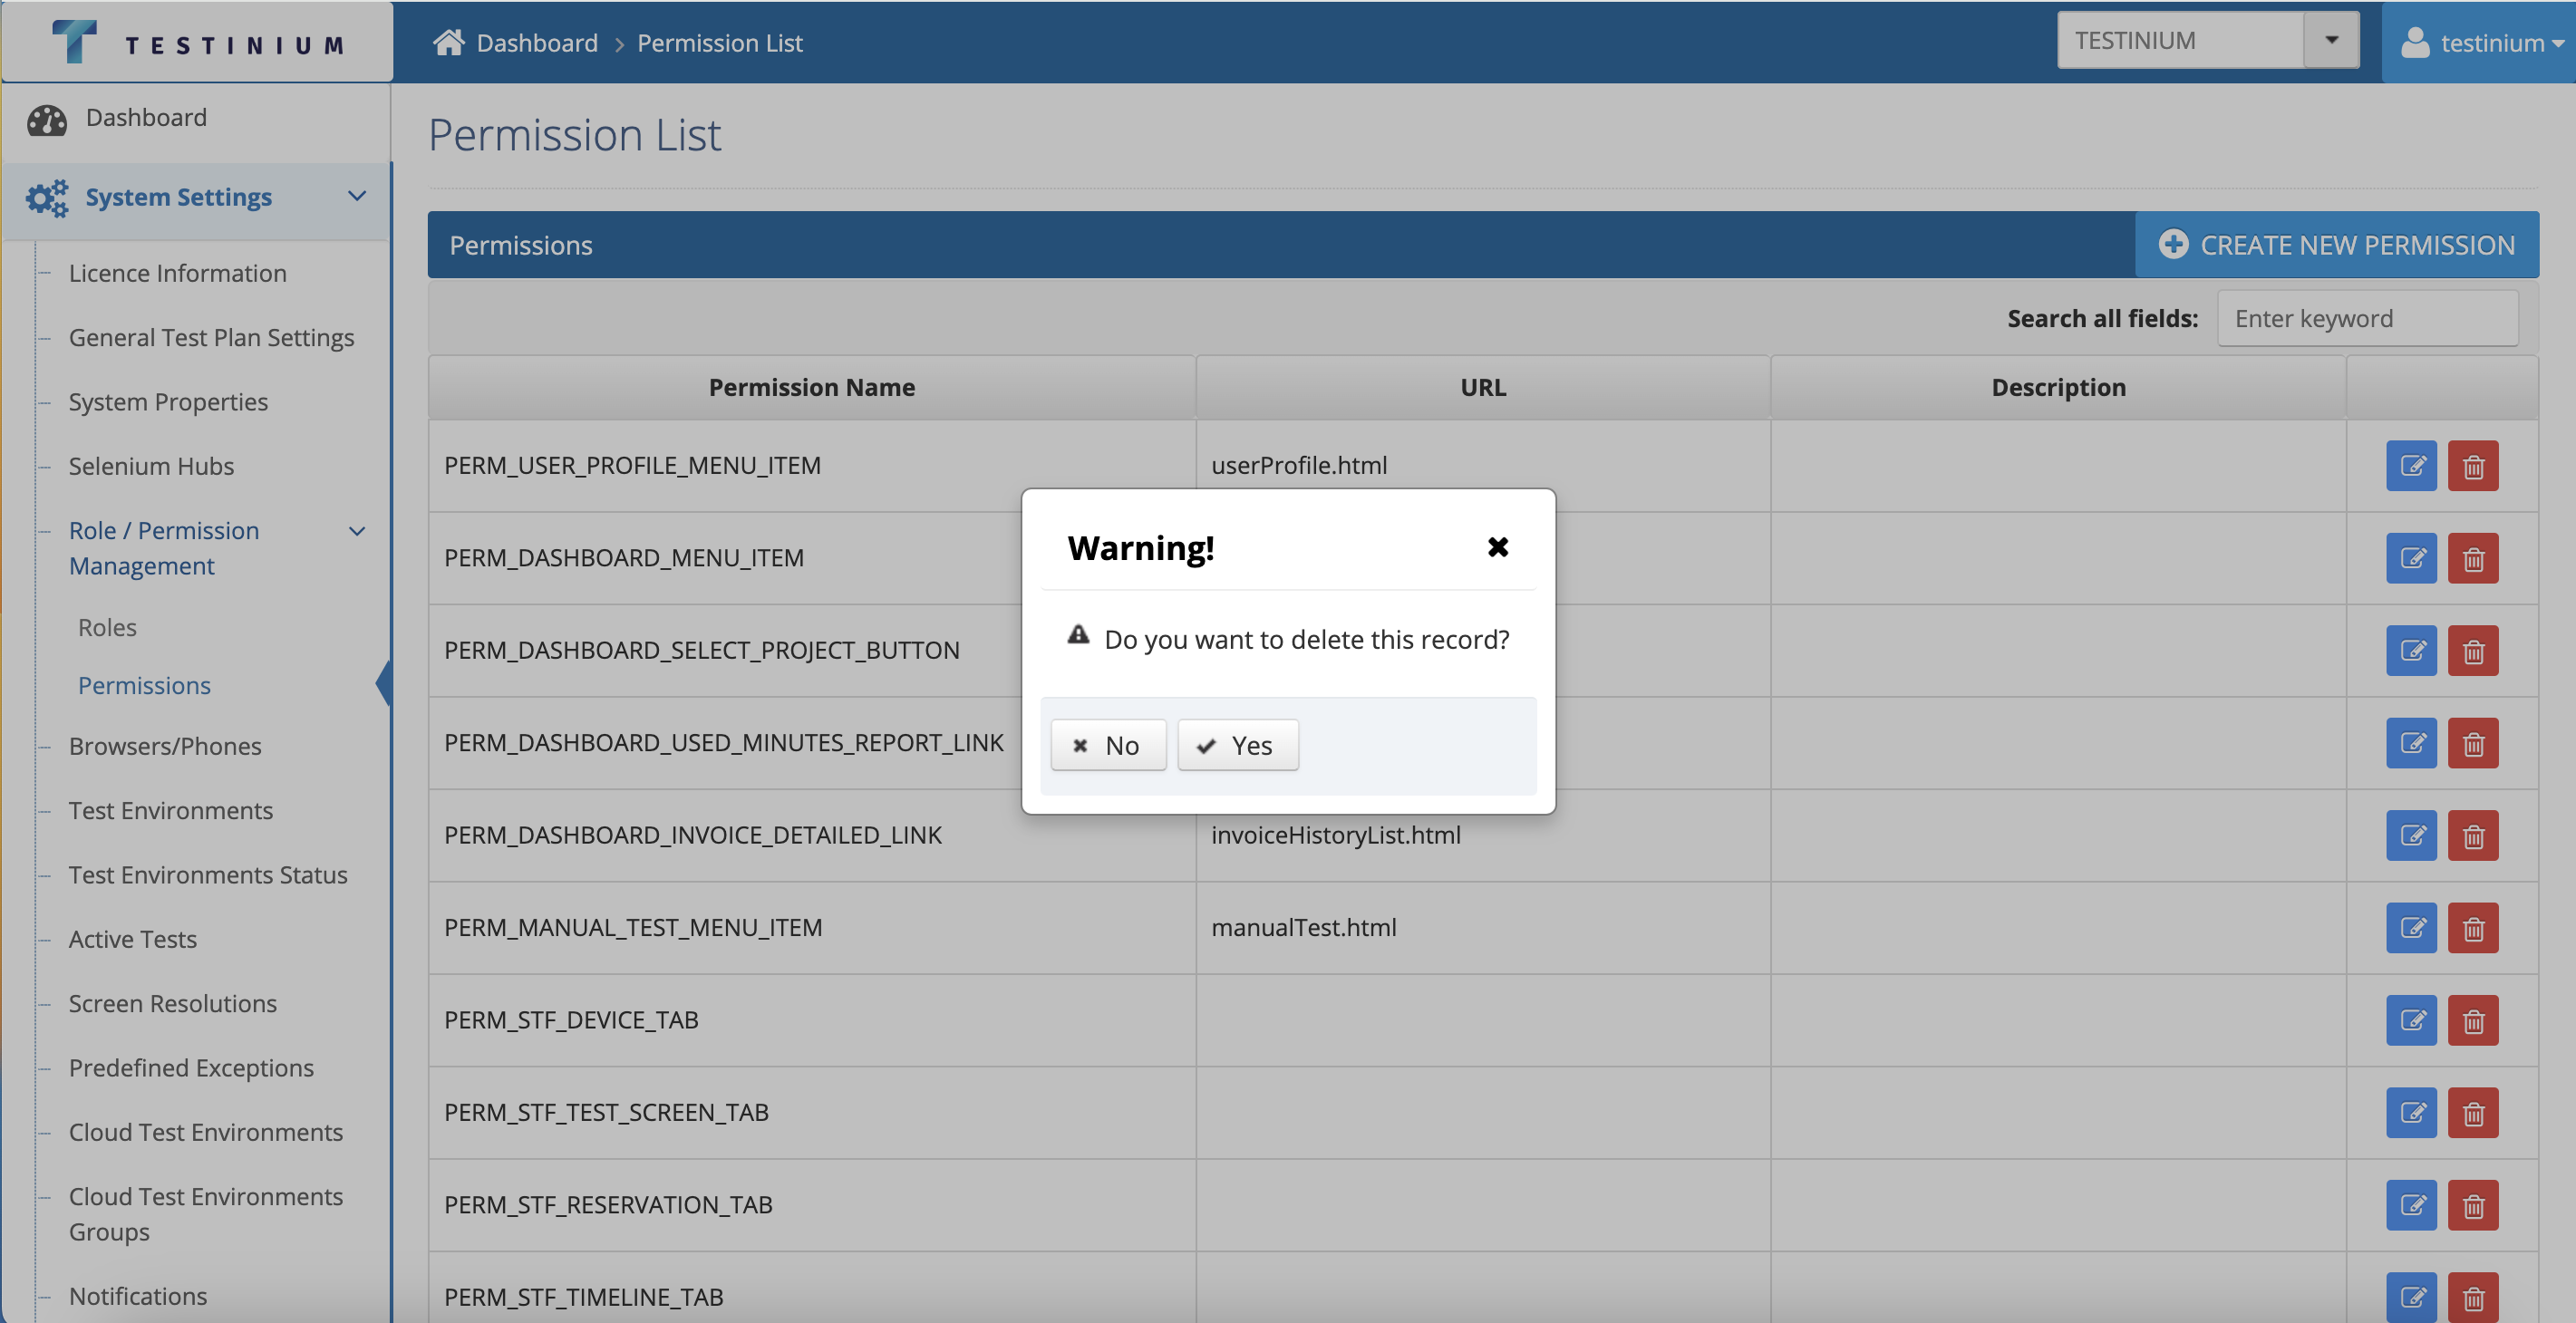 TESTINIUM
Dashboard > Permission List
TESTINIUM
testinium
Dashboard
System Settings
Licence Information
General Test Plan Settings
System Properties
Selenium Hubs
Role / Permission
Management
Roles
Permissions
Browsers/Phones
Test Environments
Test Environments Status
Active Tests
Screen Resolutions
Predefined Exceptions
Cloud Test Environments
Cloud Test Environments
Groups
Notifications
Permission List
Permissions
CREATE NEW PERMISSION
Search all fields: Enter keyword
Permission Name URL Description
PERM_USER_PROFILE_MENU_ITEM userProfile.html
PERM_DASHBOARD_MENU_ITEM
PERM_DASHBOARD_SELECT_PROJECT_BUTTON
PERM_DASHBOARD_USED_MINUTES_REPORT_LINK
PERM_DASHBOARD_INVOICE_DETAILED_LINK invoiceHistoryList.html
PERM_MANUAL_TEST_MENU_ITEM manualTest.html
PERM_STF_DEVICE_TAB
PERM_STF_TEST_SCREEN_TAB
PERM_STF_RESERVATION_TAB
PERM_STF_TIMELINE_TAB
Warning!
Do you want to delete this record?
No Yes